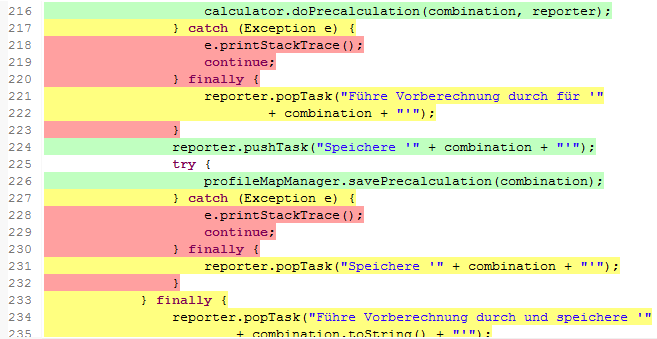 216 calculator.doPrecalculation(combination, reporter);
217 } catch (Exception e) {
218 e.printStackTrace();
219 continue;
220 } finally {
221 reporter.popTask("Führe Vorberechnung durch für '"
222 + combination + "'");
223 }
224 reporter.pushTask("Speichere '" + combination + "'");
225 try {
226 profileMapManager.savePrecalculation(combination);
227 } catch (Exception e) {
228 e.printStackTrace();
229 continue;
230 } finally {
231 reporter.popTask("Speichere '" + combination + "'");
232 }
233 } finally {
234 reporter.popTask("Führe Vorberechnung durch und speichere '"
235 + combination.toString() + "'");